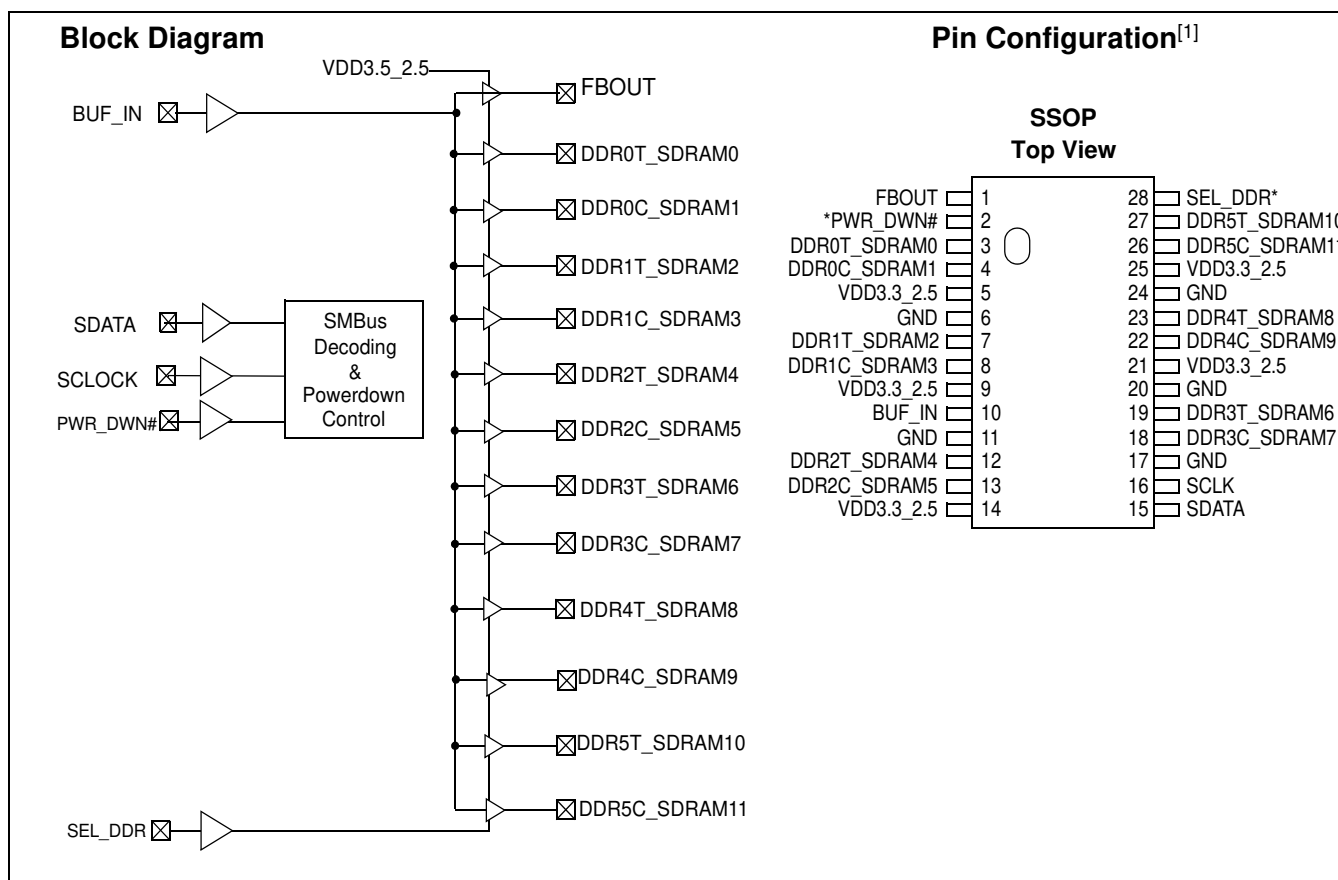 Block Diagram
VDD3.5_2.5
BUF_IN
FBOUT
DDR0T_SDRAM0
DDR0C_SDRAM1
DDR1T_SDRAM2
DDR1C_SDRAM3
DDR2T_SDRAM4
DDR2C_SDRAM5
DDR3T_SDRAM6
DDR3C_SDRAM7
DDR4T_SDRAM8
DDR4C_SDRAM9
DDR5T_SDRAM10
DDR5C_SDRAM11
SDATA
SCLOCK
PWR_DWN#
SMBus
Decoding
&
Powerdown
Control
SEL_DDR
Pin Configuration[1]
SSOP
Top View
FBOUT 1 28 SEL_DDR*
*PWR_DWN# 2 27 DDR5T_SDRAM10
DDR0T_SDRAM0 3 26 DDR5C_SDRAM11
DDR0C_SDRAM1 4 25 VDD3.3_2.5
VDD3.3_2.5 5 24 GND
GND 6 23 DDR4T_SDRAM8
DDR1T_SDRAM2 7 22 DDR4C_SDRAM9
DDR1C_SDRAM3 8 21 VDD3.3_2.5
VDD3.3_2.5 9 20 GND
BUF_IN 10 19 DDR3T_SDRAM6
GND 11 18 DDR3C_SDRAM7
DDR2T_SDRAM4 12 17 GND
DDR2C_SDRAM5 13 16 SCLK
VDD3.3_2.5 14 15 SDATA